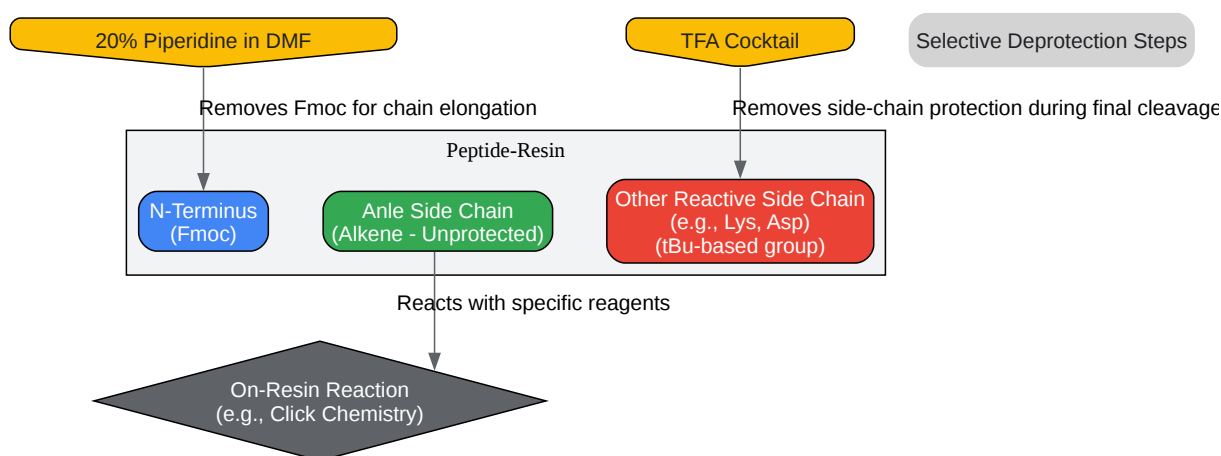 20% Piperidine in DMF
TFA Cocktail
Selective Deprotection Steps
Removes Fmoc for chain elongation
Removes side-chain protection during final cleavage
Peptide-Resin
N-Terminus
(Fmoc)
Anle Side Chain
(Alkene - Unprotected)
Other Reactive Side Chain
(e.g., Lys, Asp)
(tBu-based group)
Reacts with specific reagents
On-Resin Reaction
(e.g., Click Chemistry)